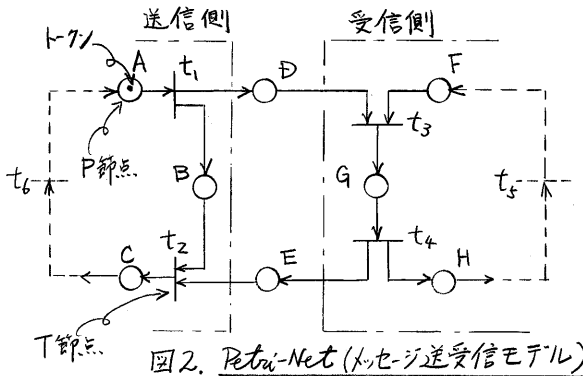 送信側
受信側
トークン
A
t₁
D
F
P節点
t₃
t₆
B
G
t₅
t₂
t₄
C
E
H
T節点
図2. Petri-Net (メッセージ送受信モデル)